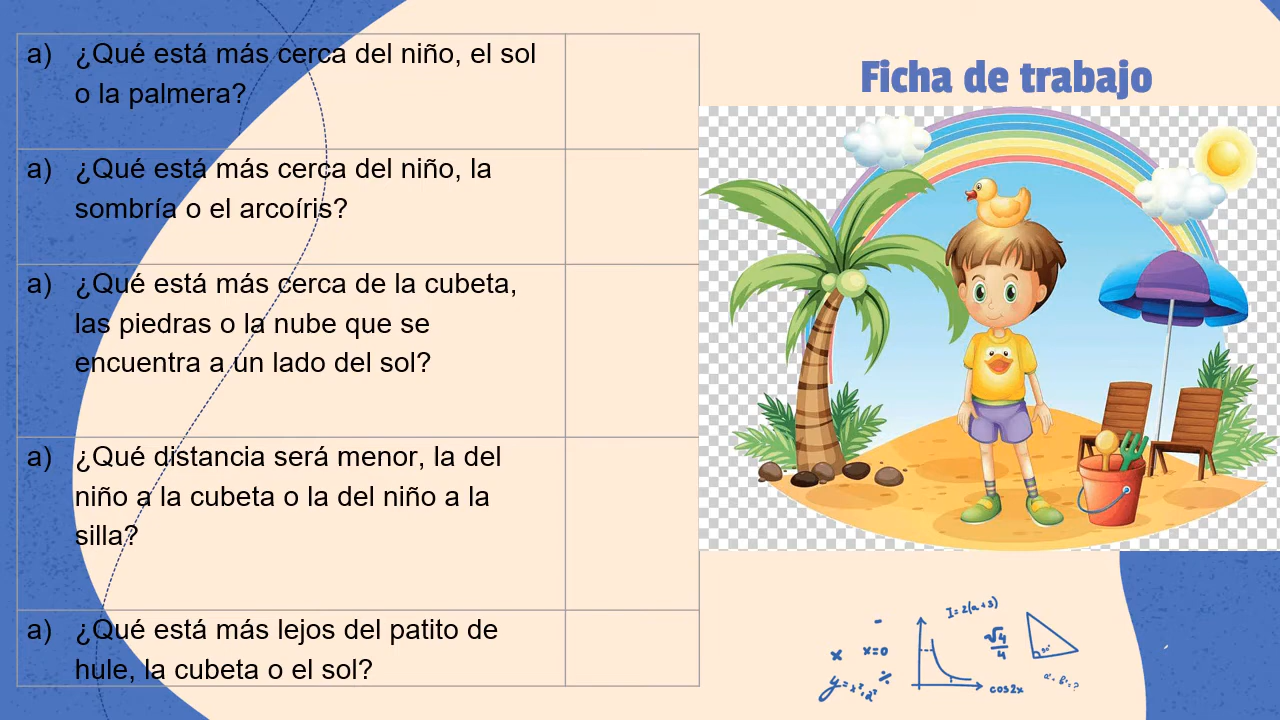 Ficha de trabajo
a) ¿Qué está más cerca del niño, el sol
o la palmera?
a) ¿Qué está más cerca del niño, la
sombría o el arcoíris?
a) ¿Qué está más cerca de la cubeta,
las piedras o la nube que se
encuentra a un lado del sol?
a) ¿Qué distancia será menor, la del
niño a la cubeta o la del niño a la
silla?
a) ¿Qué está más lejos del patito de
hule, la cubeta o el sol?
x x=0
√4
4
cos2x